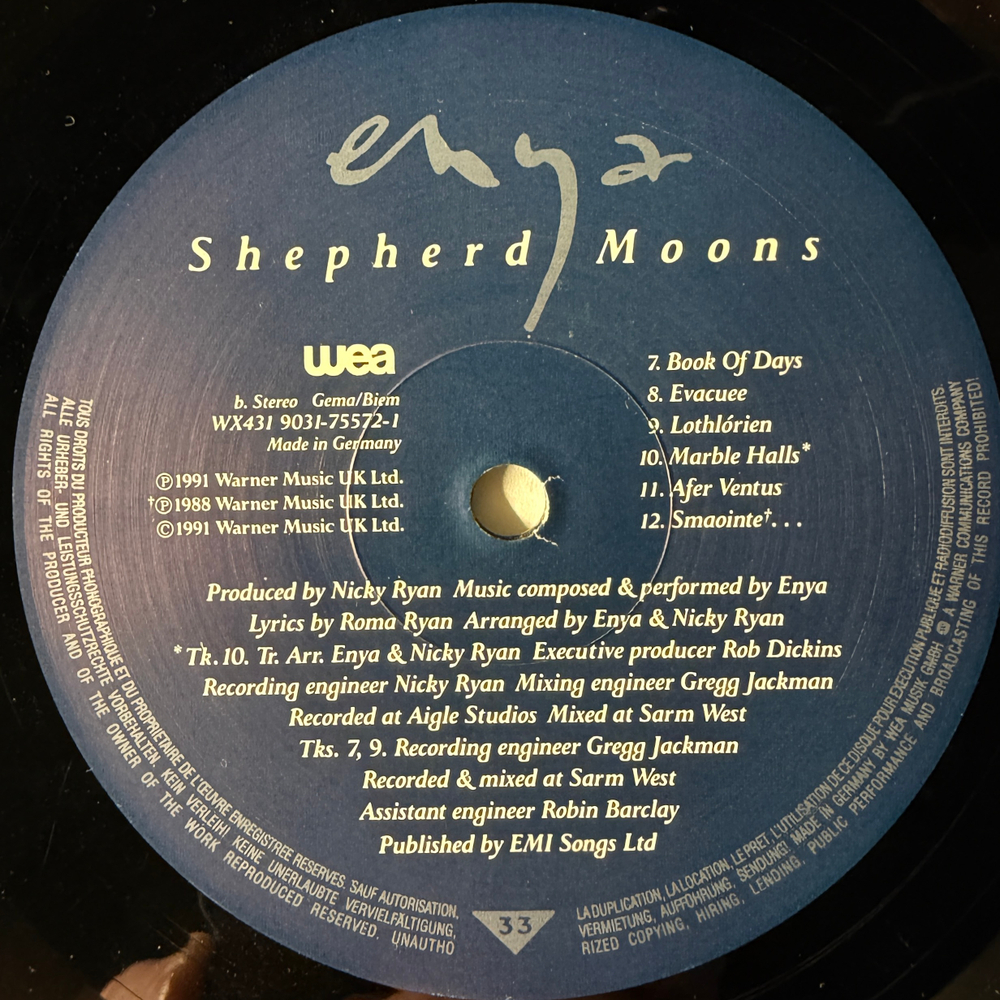 enya
Shepherd Moons
wea
b. Stereo Gema/Biem
WX431 9031-75572-1
Made in Germany
Ⓟ1991 Warner Music UK Ltd.
†Ⓟ1988 Warner Music UK Ltd.
©1991 Warner Music UK Ltd.
7. Book Of Days
8. Evacuee
9. Lothlórien
10. Marble Halls*
11. Afer Ventus
12. Smaointe†...
Produced by Nicky Ryan Music composed & performed by Enya
Lyrics by Roma Ryan Arranged by Enya & Nicky Ryan
*Tk. 10. Tr. Arr. Enya & Nicky Ryan Executive producer Rob Dickins
Recording engineer Nicky Ryan Mixing engineer Gregg Jackman
Recorded at Aigle Studios Mixed at Sarm West
Tks. 7, 9. Recording engineer Gregg Jackman
Recorded & mixed at Sarm West
Assistant engineer Robin Barclay
Published by EMI Songs Ltd
TOUS DROITS DU PRODUCTEUR PHONOGRAPHIQUE ET DU PROPRIETAIRE DE L'ŒUVRE ENREGISTREE RESERVES. SAUF AUTORISATION,
LA DUPLICATION, LA LOCATION, LE PRET, L'UTILISATION DE CE DISQUE POUR EXECUTION PUBLIQUE ET RADIODIFFUSION SONT INTERDITS.
ALLE URHEBER- UND LEISTUNGSSCHUTZRECHTE VORBEHALTEN. KEIN VERLEIH! KEINE UNERLAUBTE VERVIELFÄLTIGUNG,
VERMIETUNG, AUFFÜHRUNG, SENDUNG! MADE IN GERMANY BY WEA MUSIK GMBH. A WARNER COMMUNICATIONS COMPANY
ALL RIGHTS OF THE PRODUCER AND OF THE OWNER OF THE WORK REPRODUCED RESERVED. UNAUTHO
RIZED COPYING, HIRING, LENDING, PUBLIC PERFORMANCE AND BROADCASTING OF THIS RECORD PROHIBITED!
33